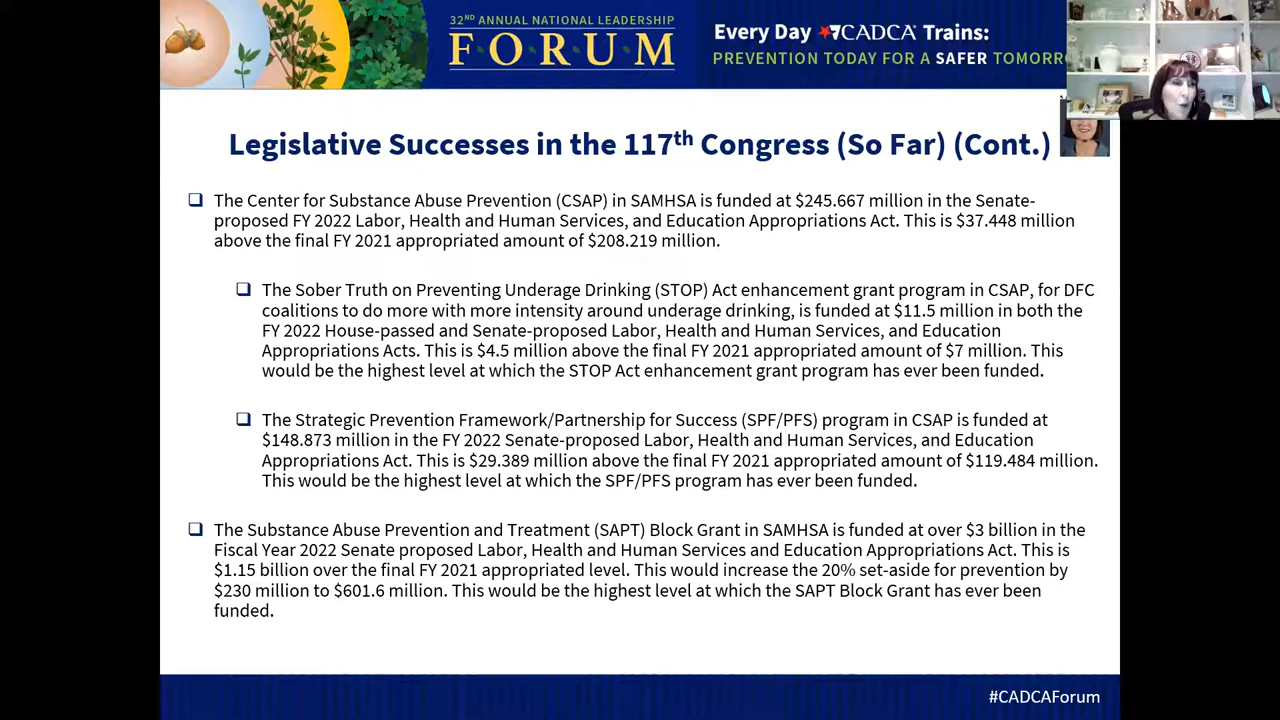 32ND ANNUAL NATIONAL LEADERSHIP
FORUM
Every Day CADCA Trains:
PREVENTION TODAY FOR A SAFER TOMORR
Legislative Successes in the 117th Congress (So Far) (Cont.)
The Center for Substance Abuse Prevention (CSAP) in SAMHSA is funded at $245.667 million in the Senate-
proposed FY 2022 Labor, Health and Human Services, and Education Appropriations Act. This is $37.448 million
above the final FY 2021 appropriated amount of $208.219 million.
The Sober Truth on Preventing Underage Drinking (STOP) Act enhancement grant program in CSAP, for DFC
coalitions to do more with more intensity around underage drinking, is funded at $11.5 million in both the
FY 2022 House-passed and Senate-proposed Labor, Health and Human Services, and Education
Appropriations Acts. This is $4.5 million above the final FY 2021 appropriated amount of $7 million. This
would be the highest level at which the STOP Act enhancement grant program has ever been funded.
The Strategic Prevention Framework/Partnership for Success (SPF/PFS) program in CSAP is funded at
$148.873 million in the FY 2022 Senate-proposed Labor, Health and Human Services, and Education
Appropriations Act. This is $29.389 million above the final FY 2021 appropriated amount of $119.484 million.
This would be the highest level at which the SPF/PFS program has ever been funded.
The Substance Abuse Prevention and Treatment (SAPT) Block Grant in SAMHSA is funded at over $3 billion in the
Fiscal Year 2022 Senate proposed Labor, Health and Human Services and Education Appropriations Act. This is
$1.15 billion over the final FY 2021 appropriated level. This would increase the 20% set-aside for prevention by
$230 million to $601.6 million. This would be the highest level at which the SAPT Block Grant has ever been
funded.
#CADCAForum